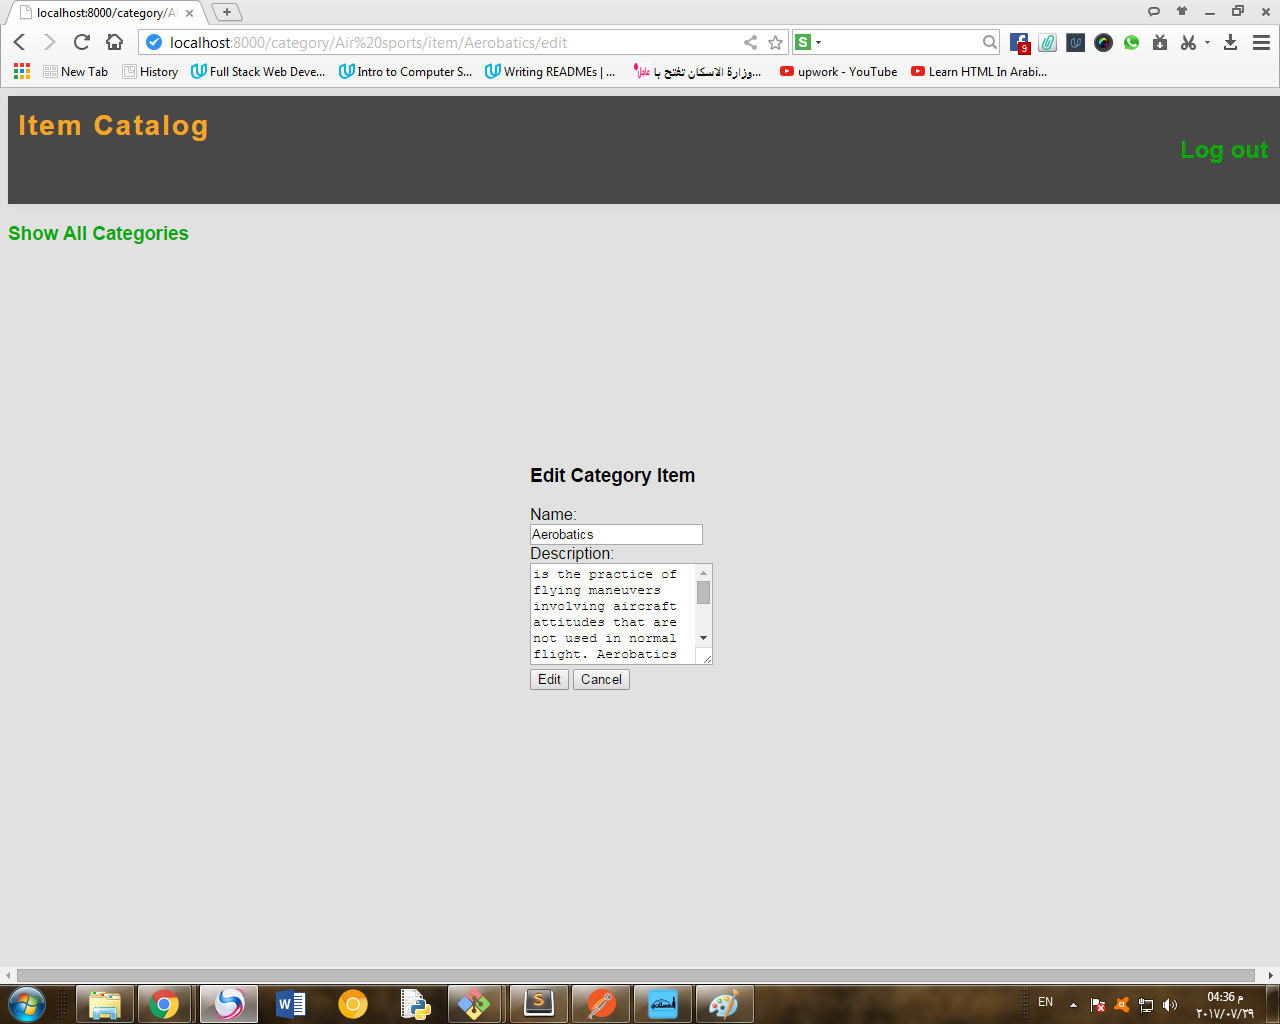 localhost:8000/category/Ai
localhost:8000/category/Air%20sports/item/Aerobatics/edit
S
9
New Tab
History
Full Stack Web Deve...
Intro to Computer S...
Writing READMEs | ...
وزارة الاسكان تفتح با...
upwork - YouTube
Learn HTML In Arabi...
Item Catalog
Log out
Show All Categories
Edit Category Item
Name:
Aerobatics
Description:
is the practice of
flying maneuvers
involving aircraft
attitudes that are
not used in normal
flight. Aerobatics
Edit
Cancel
EN
04:36 م
٢٠١٧/٠٧/٢٩